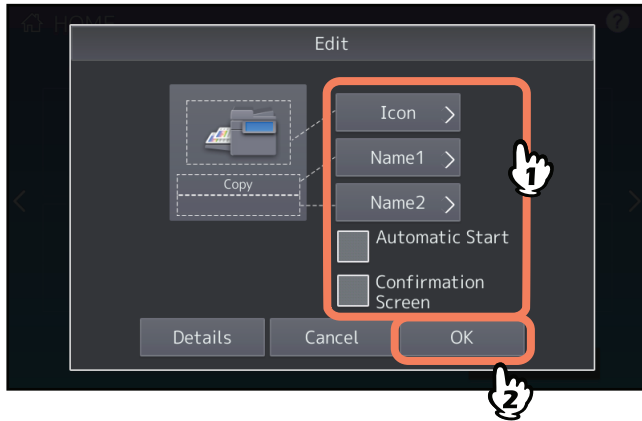 HOME
?
Edit
Icon >
Copy
Name1 >
Name2 >
Automatic Start
Confirmation
Screen
Details Cancel OK
1
2